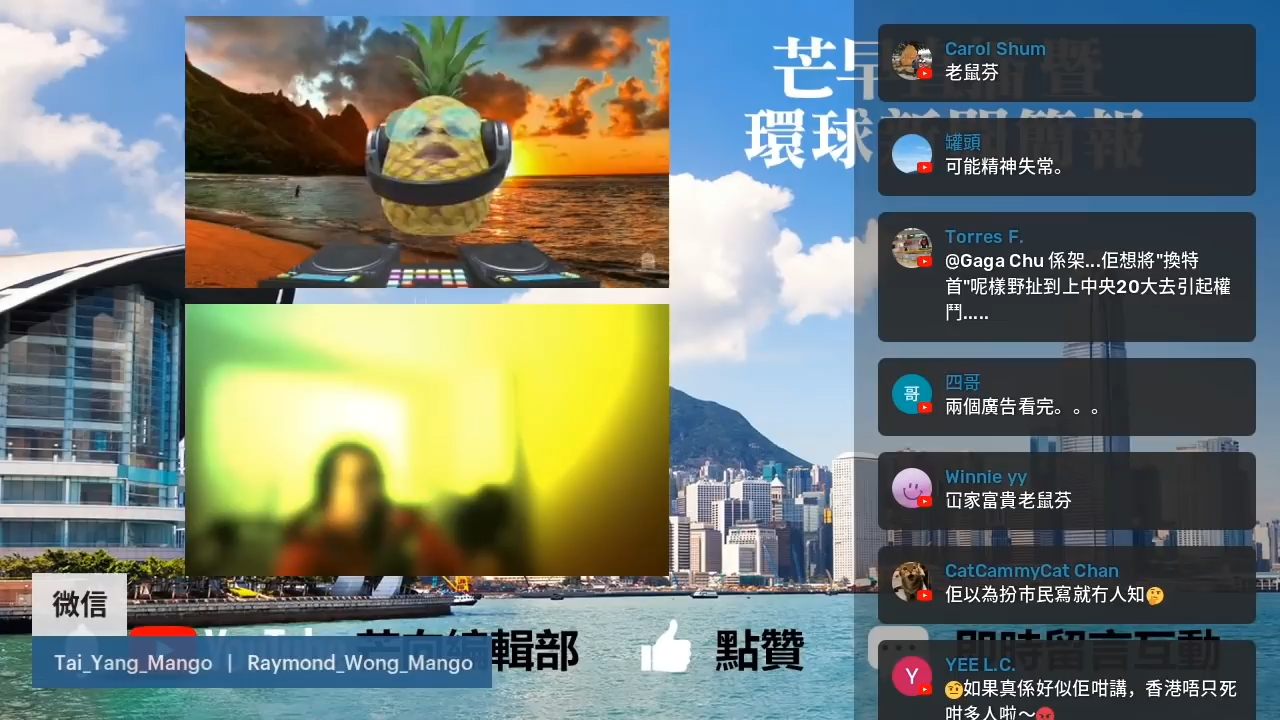 芒早
環球新聞簡報
Carol Shum
老鼠芬
罐頭
可能精神失常。
Torres F.
@Gaga Chu 係架...佢想將"換特
首"呢樣野扯到上中央20大去引起權
鬥.....
哥
四哥
兩個廣告看完。。。
Winnie yy
冚家富貴老鼠芬
CatCammyCat Chan
佢以為扮市民寫就冇人知🤔
Y
YEE L.C.
🤨如果真係好似佢咁講，香港唔只死
咁多人啦～😡
微信
Tai_Yang_Mango | Raymond_Wong_Mango
YouTube
編輯部
點贊
即時留言互動